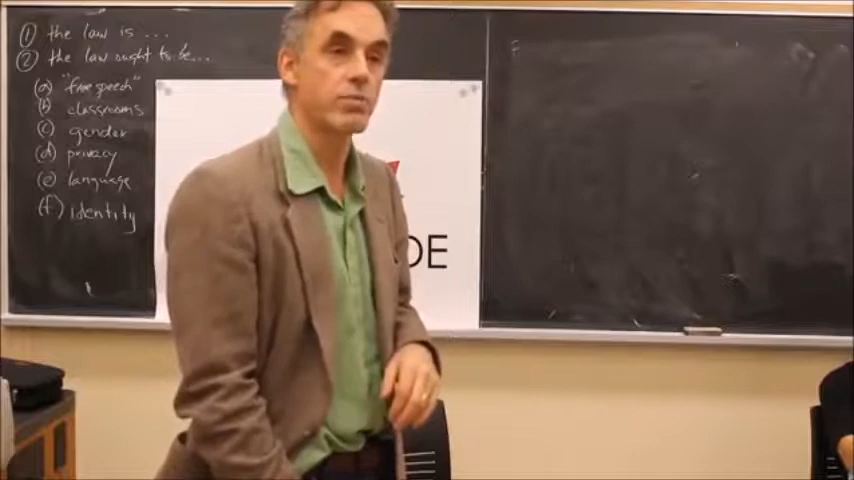 ① the law is ...
② the law ought to be...
ⓐ "free speech"
ⓑ classrooms
ⓒ gender
ⓓ privacy
ⓔ language
ⓕ identity
DE
F